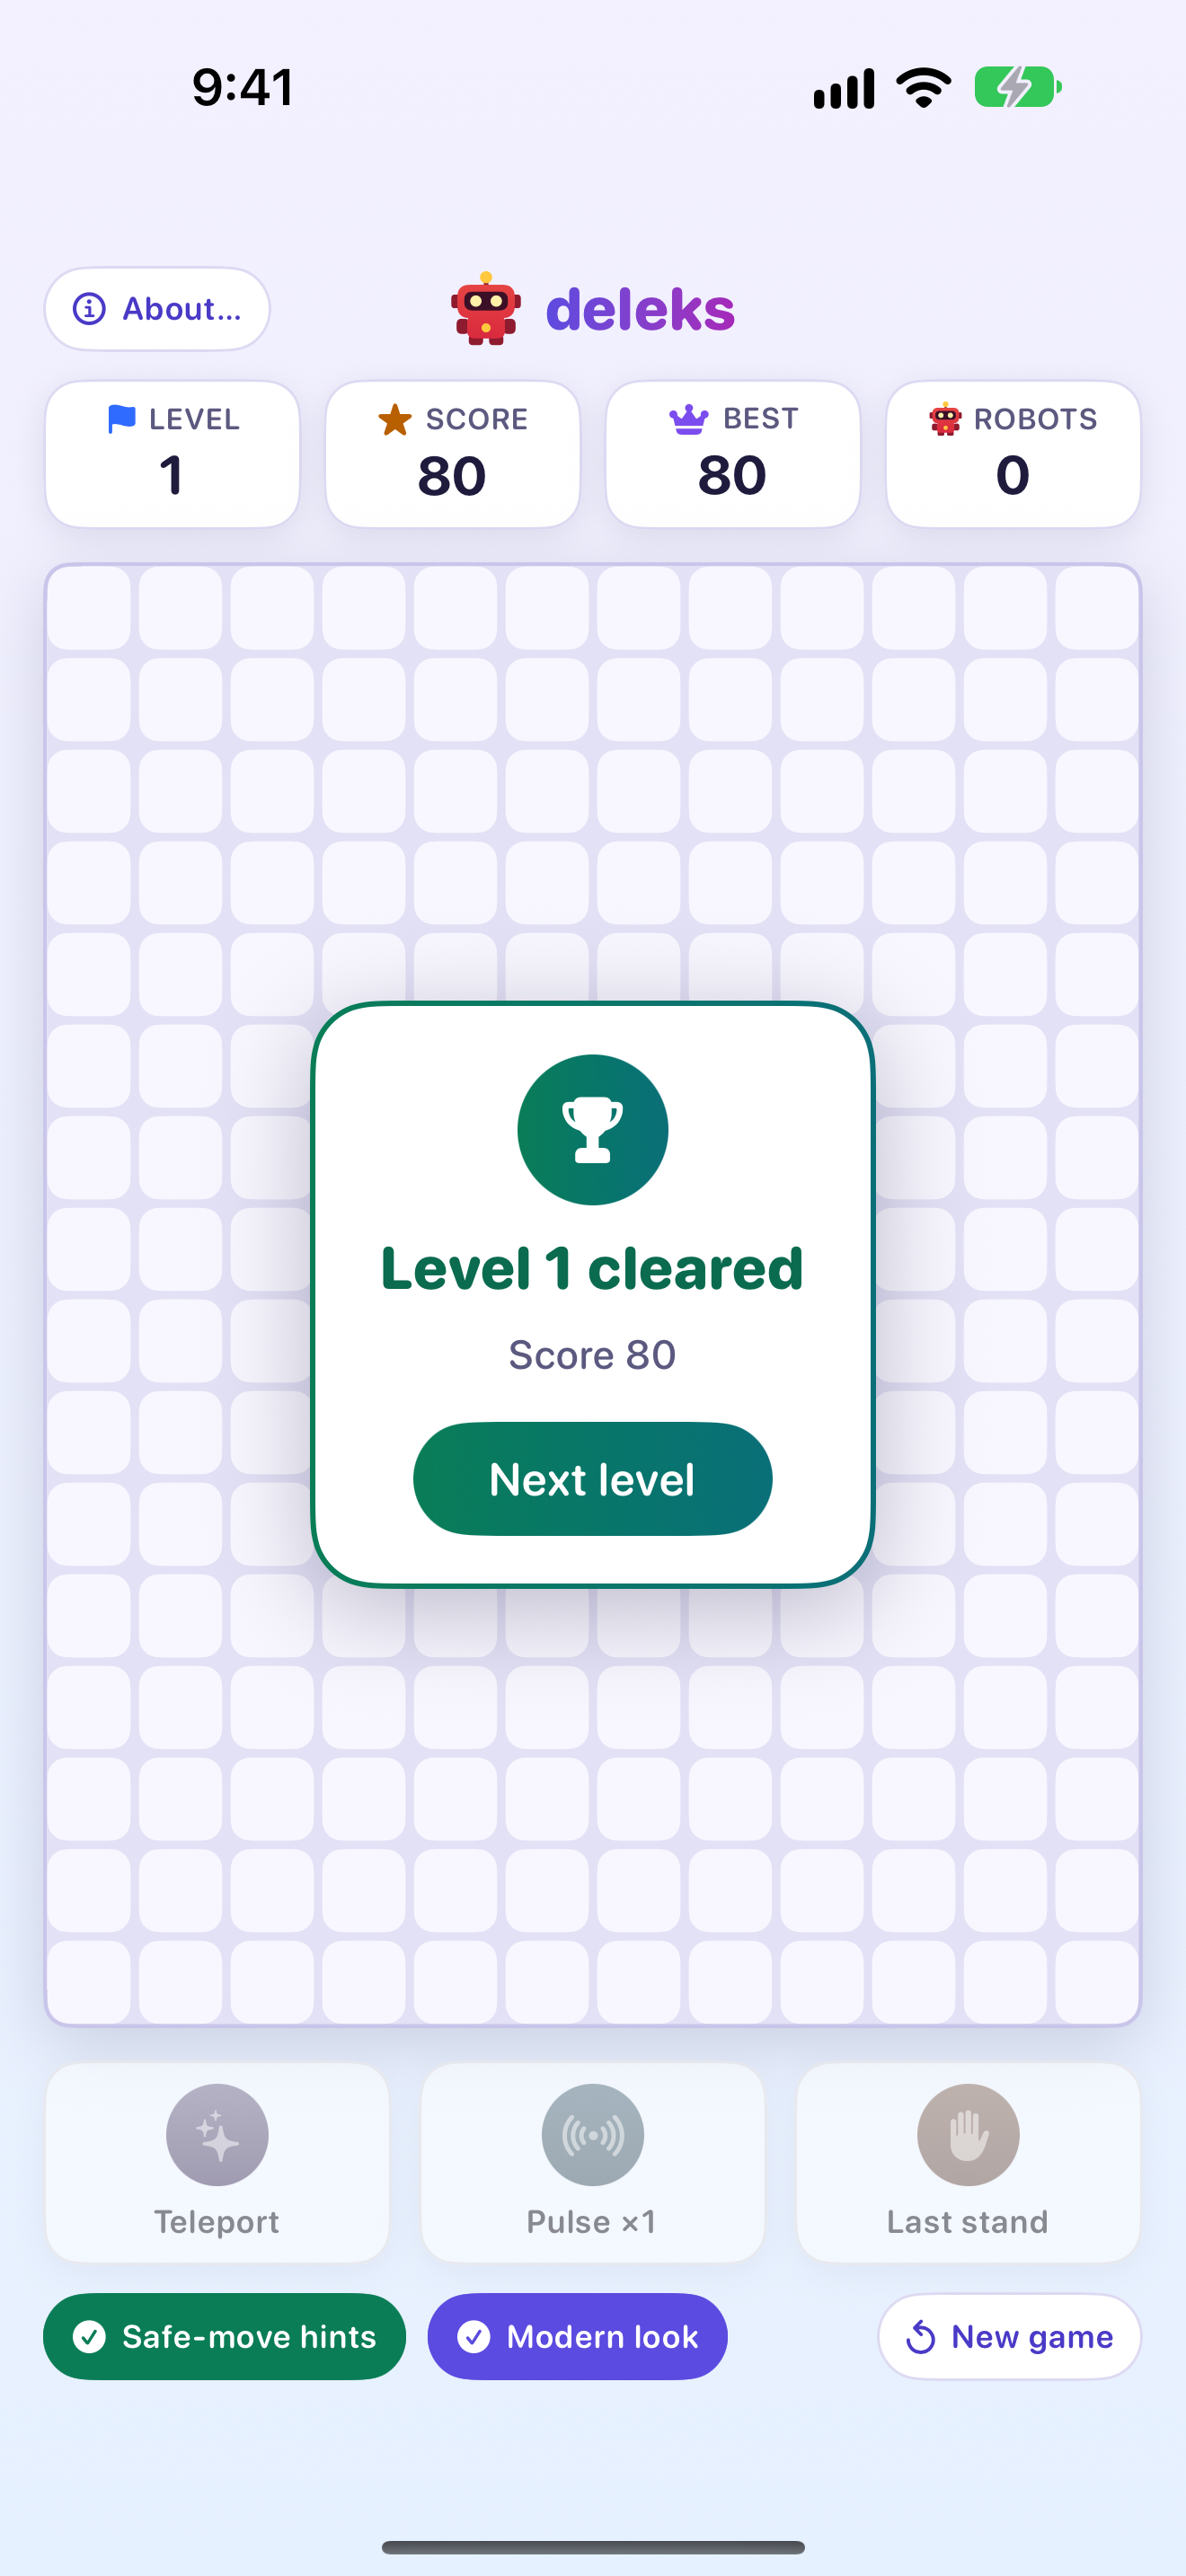 9:41
About...
deleks
LEVEL
1
SCORE
80
BEST
80
ROBOTS
0
Level 1 cleared
Score 80
Next level
Teleport
Pulse ×1
Last stand
Safe-move hints
Modern look
New game